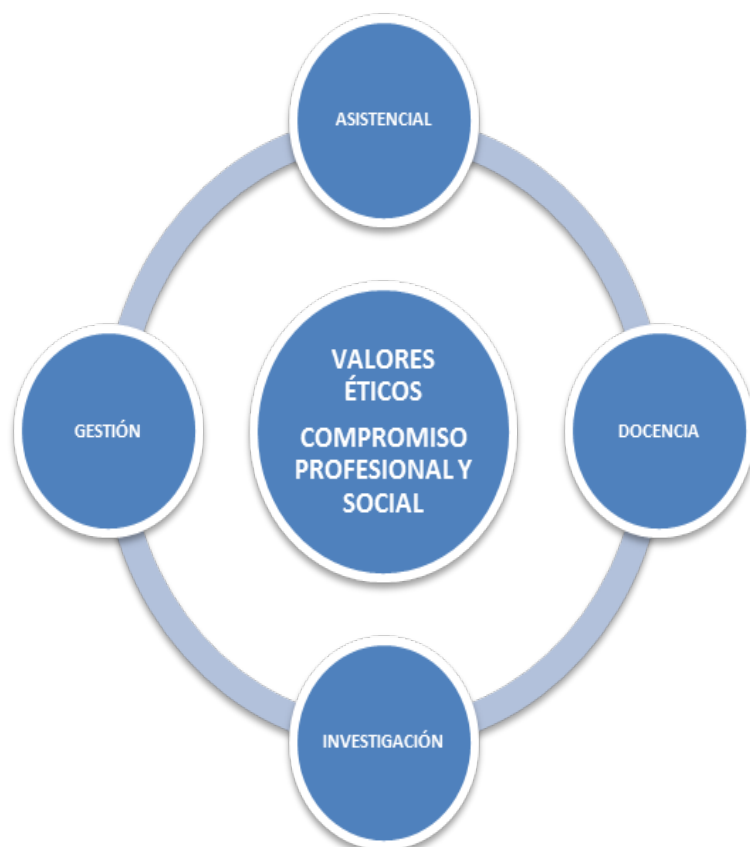 ASISTENCIAL
VALORES
ÉTICOS
COMPROMISO
PROFESIONAL Y
SOCIAL
GESTIÓN
DOCENCIA
INVESTIGACIÓN